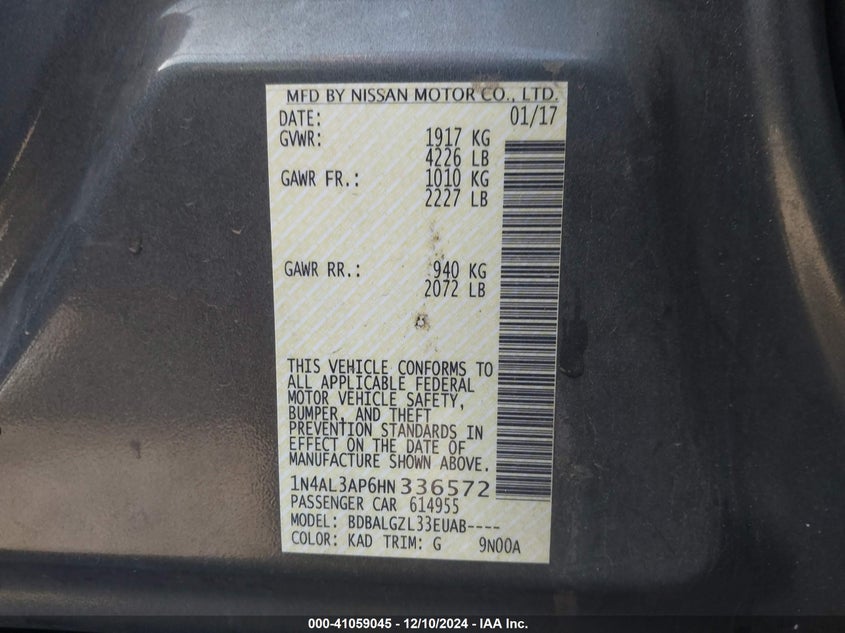 MFD BY NISSAN MOTOR CO., LTD.
DATE: 01/17
GVWR: 1917 KG
4226 LB
GAWR FR.: 1010 KG
2227 LB
GAWR RR.: 940 KG
2072 LB
THIS VEHICLE CONFORMS TO
ALL APPLICABLE FEDERAL
MOTOR VEHICLE SAFETY,
BUMPER, AND THEFT
PREVENTION STANDARDS IN
EFFECT ON THE DATE OF
MANUFACTURE SHOWN ABOVE.
1N4AL3AP6HN336572
PASSENGER CAR 614955
MODEL: BDBALGZL33EUAB----
COLOR: KAD TRIM: G 9N00A
000-41059045 - 12/10/2024 - IAA Inc.